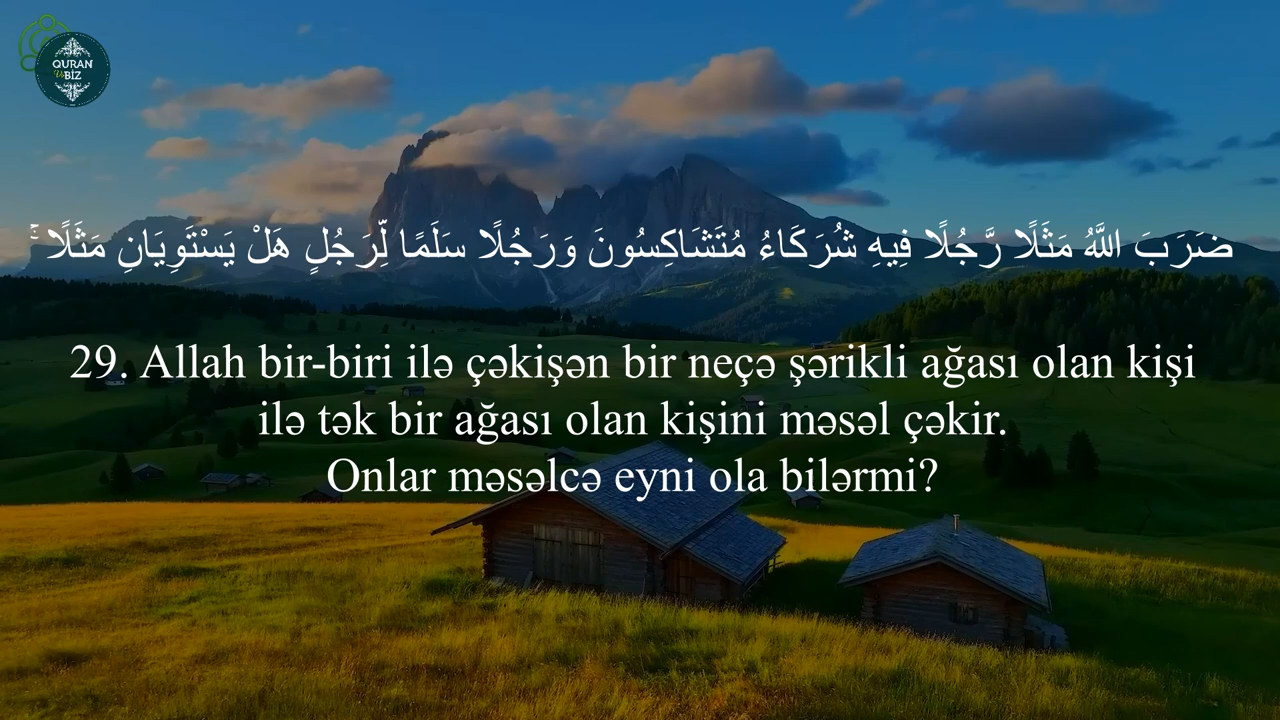 QURAN
Və BİZ
ضَرَبَ اللَّهُ مَثَلًا رَّجُلًا فِيهِ شُرَكَاءُ مُتَشَاكِسُونَ وَرَجُلًا سَلَمًا لِّرَجُلٍ هَلْ يَسْتَوِيَانِ مَثَلًا ۚ
29. Allah bir-biri ilə çəkişən bir neçə şərikli ağası olan kişi
ilə tək bir ağası olan kişini məsəl çəkir.
Onlar məsəlcə eyni ola bilərmi?